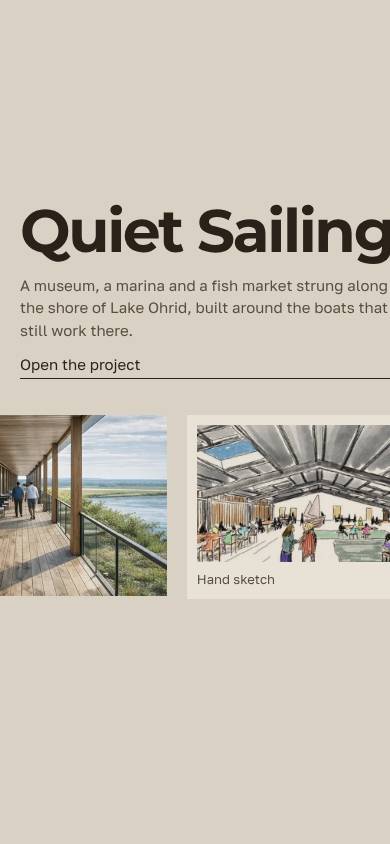 Quiet Sailing
A museum, a marina and a fish market strung along
the shore of Lake Ohrid, built around the boats that
still work there.
Open the project
Hand sketch